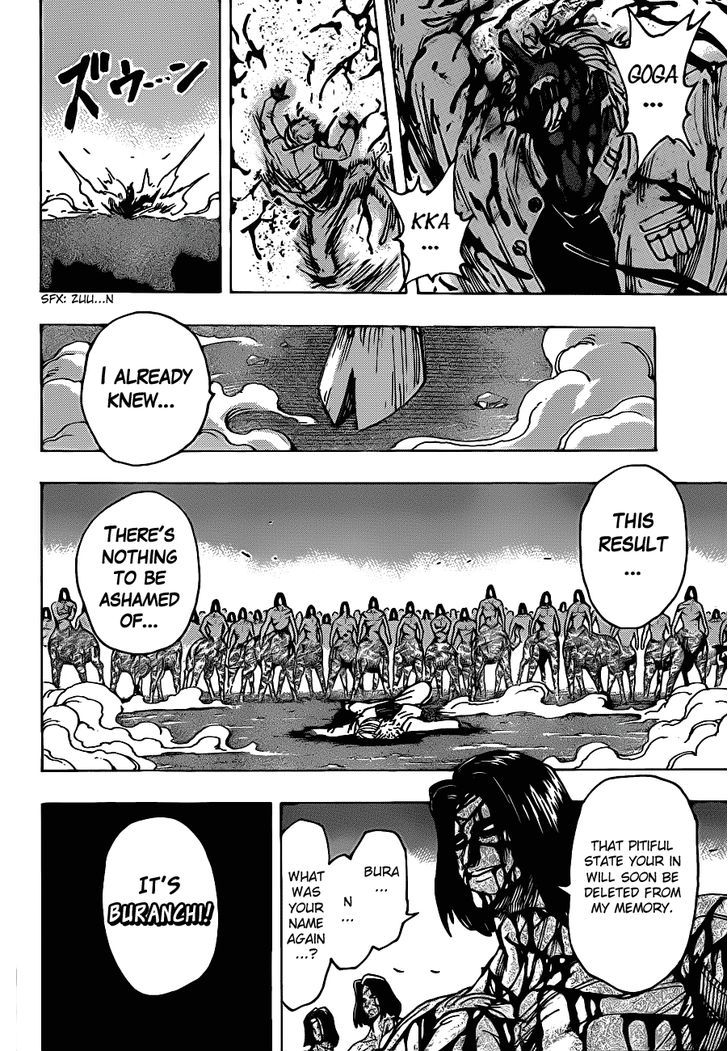 GOGA
...
KKA
...
ズウ…ン
SFX: ZUU...N
I ALREADY
KNEW...
THIS
RESULT
...
THERE'S
NOTHING
TO BE
ASHAMED
OF...
THAT PITIFUL
STATE YOUR IN
WILL SOON BE
DELETED FROM
MY MEMORY.
BURA
...
N
...
WHAT
WAS
YOUR
NAME
AGAIN
...?
IT'S
BURANCHI!